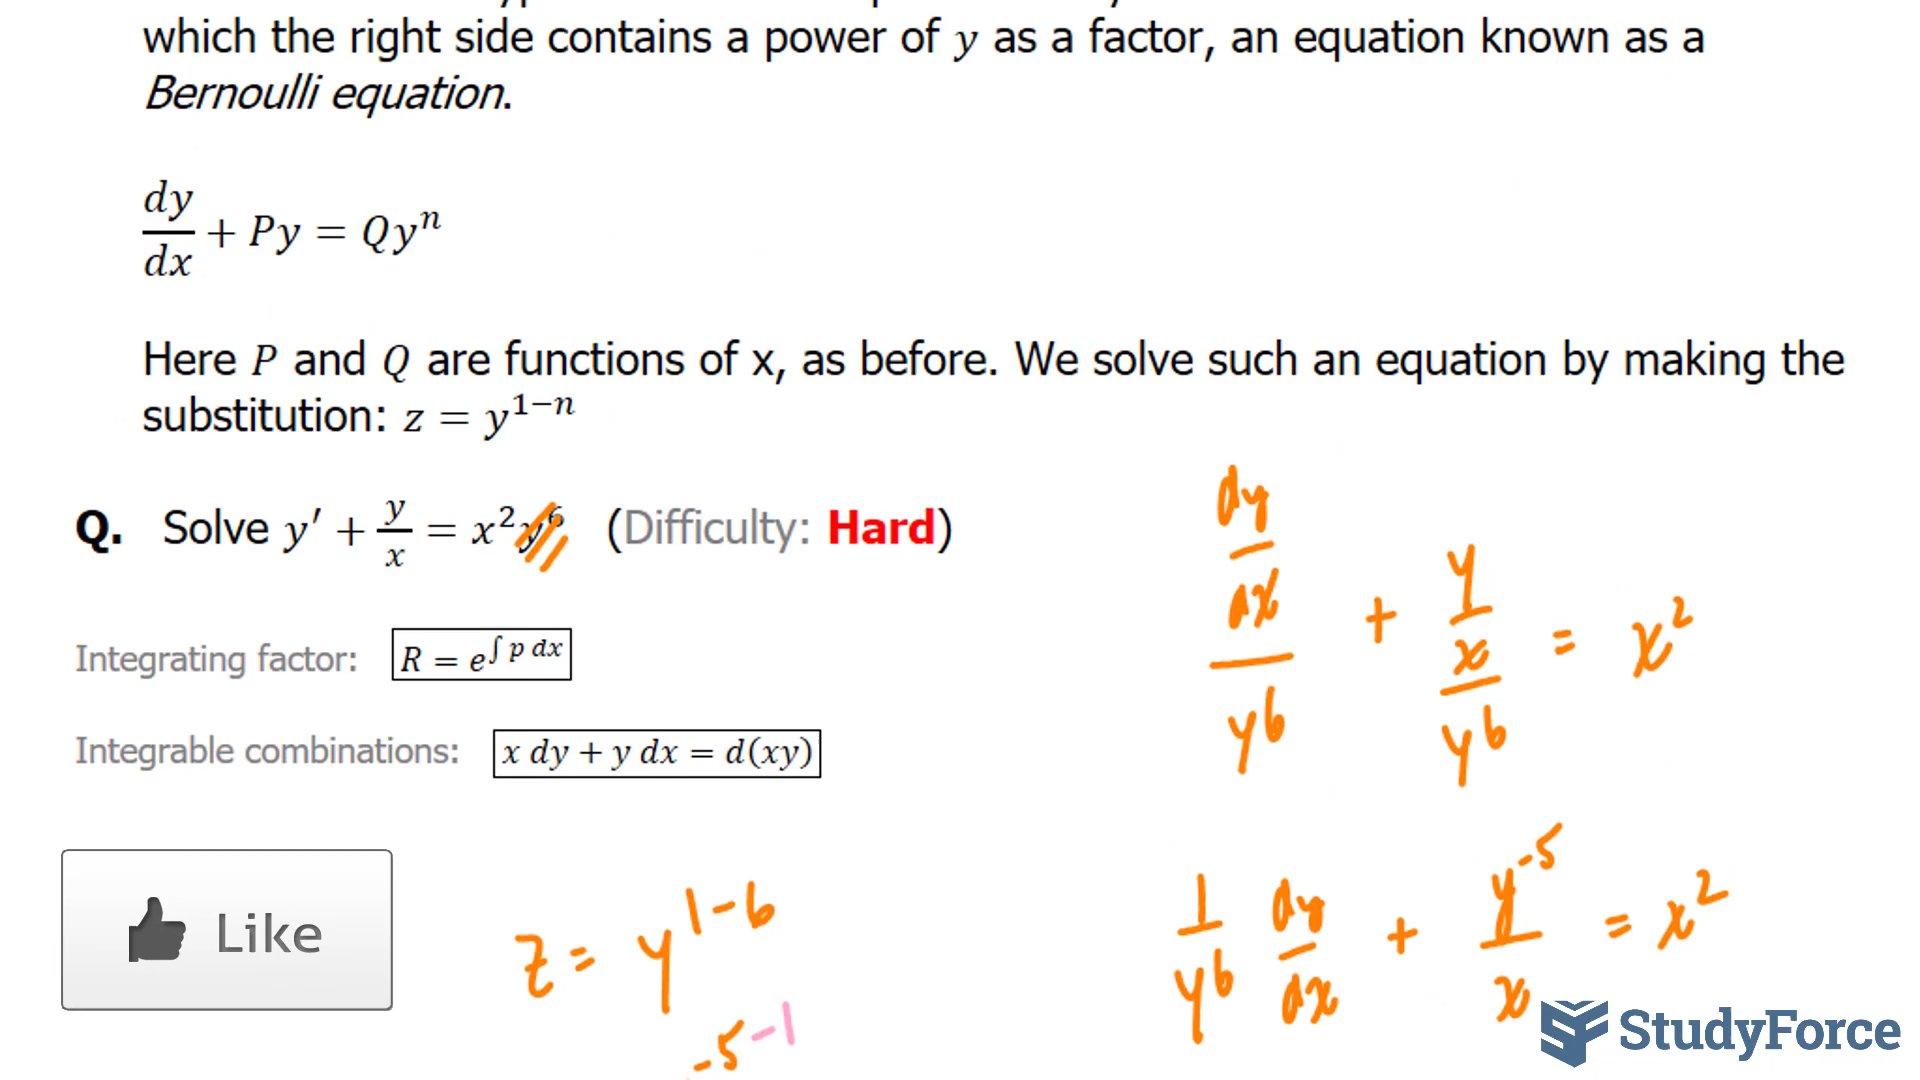 which the right side contains a power of y as a factor, an equation known as a
Bernoulli equation.
dy/dx + Py = Qyⁿ
Here P and Q are functions of x, as before. We solve such an equation by making the
substitution: z = y¹⁻ⁿ
Q. Solve y′ + y/x = x²y⁶ (Difficulty: Hard)
dy/dx / y⁶ + y/x / y⁶ = x²
Integrating factor: R = e^∫ p dx
Integrable combinations: x dy + y dx = d(xy)
Like
z = y¹⁻⁶
1/y⁶ dy/dx + y⁻⁵/x = x²
-5 -1
StudyForce